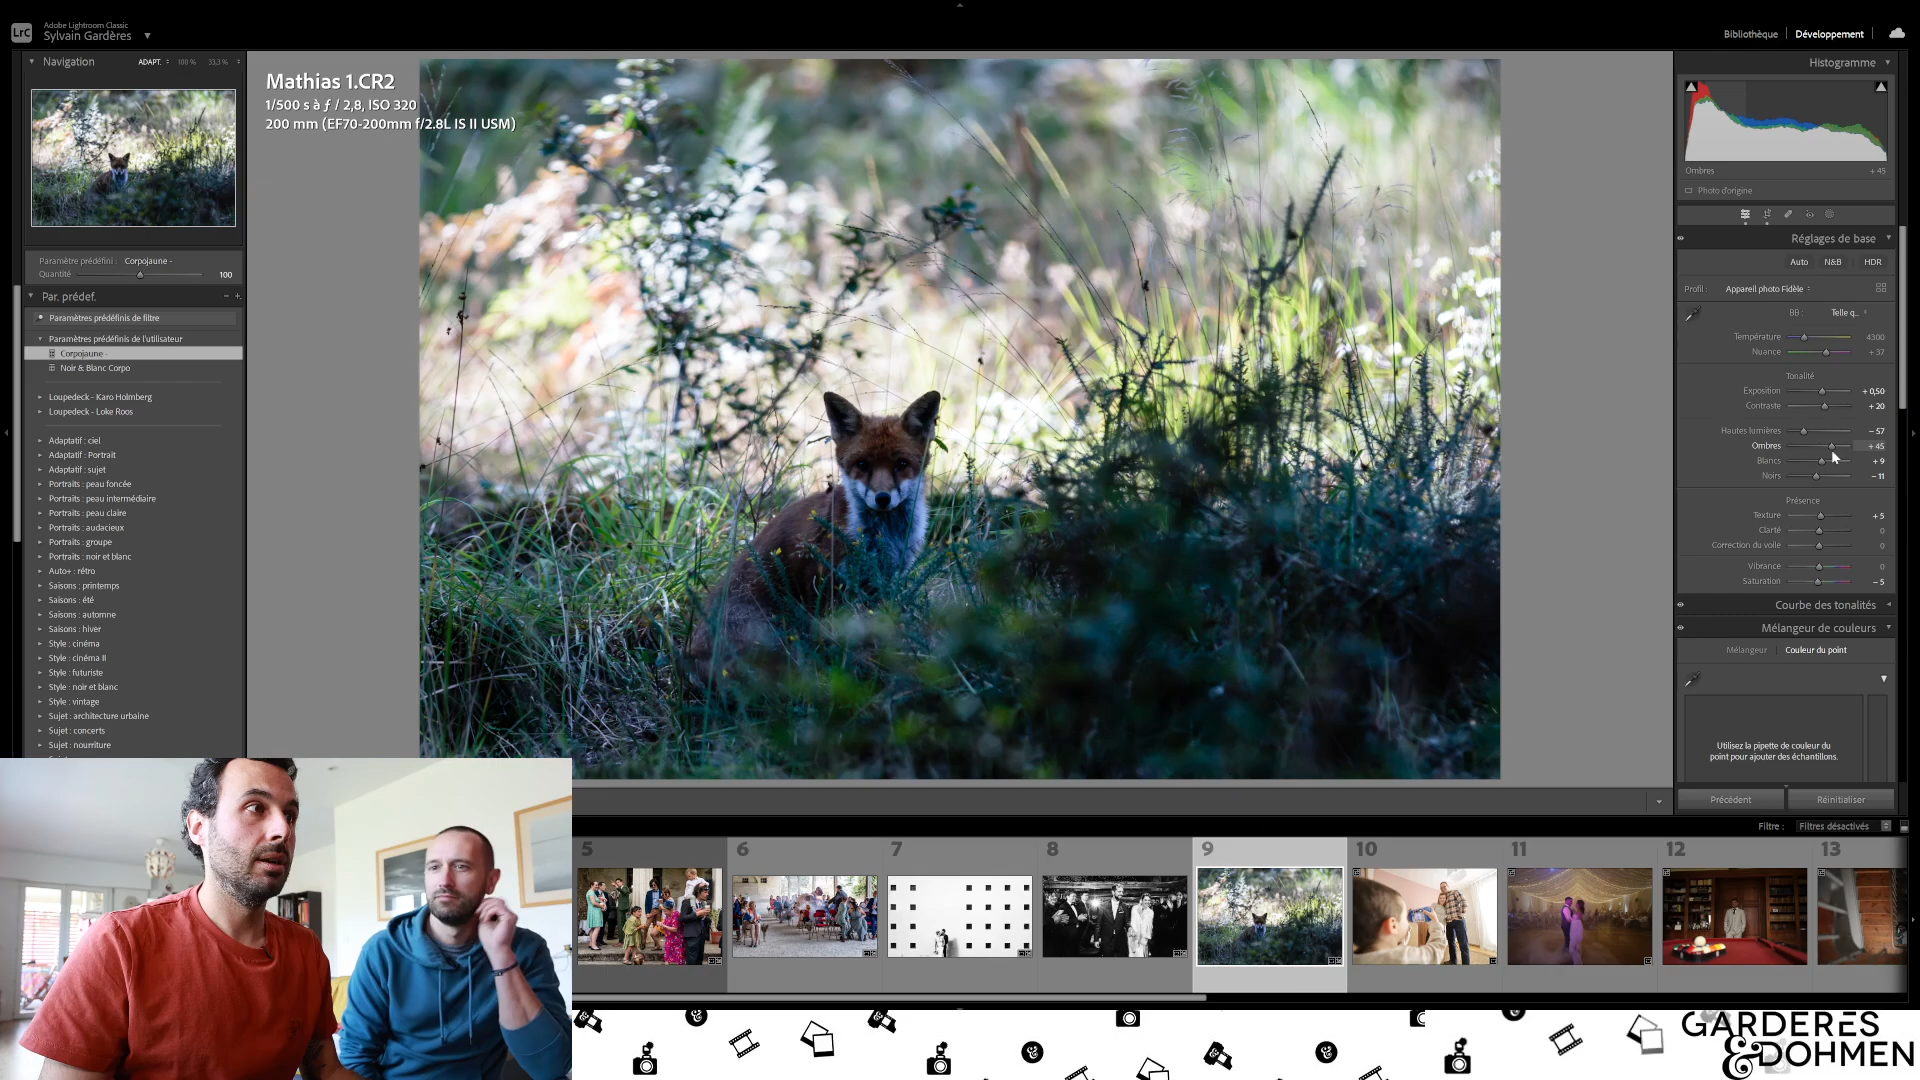 LrC
Adobe Lightroom Classic
Sylvain Gardères
Bibliothèque
Développement
Navigation
ADAPT.
100 %
33,3 %
Mathias 1.CR2
1/500 s à ƒ / 2,8, ISO 320
200 mm (EF70-200mm f/2.8L IS II USM)
Paramètre prédéfini :
Corpojaune -
Quantité
100
Par. prédéf.
Paramètres prédéfinis de filtre
Paramètres prédéfinis de l'utilisateur
Corpojaune -
Noir & Blanc Corpo
Loupedeck - Karo Holmberg
Loupedeck - Loke Roos
Adaptatif : ciel
Adaptatif : Portrait
Adaptatif : sujet
Portraits : peau foncée
Portraits : peau intermédiaire
Portraits : peau claire
Portraits : audacieux
Portraits : groupe
Portraits : noir et blanc
Auto+ : rétro
Saisons : printemps
Saisons : été
Saisons : automne
Saisons : hiver
Style : cinéma
Style : cinéma II
Style : futuriste
Style : noir et blanc
Style : vintage
Sujet : architecture urbaine
Sujet : concerts
Sujet : nourriture
Histogramme
Ombres
+ 45
Photo d'origine
Réglages de base
Auto
N&B
HDR
Profil :
Appareil photo Fidèle
BB :
Telle q...
Température
4300
Nuance
+ 37
Tonalité
Exposition
+ 0,50
Contraste
+ 20
Hautes lumières
– 57
Ombres
+ 45
Blancs
+ 9
Noirs
– 11
Présence
Texture
+ 5
Clarté
0
Correction du voile
0
Vibrance
0
Saturation
– 5
Courbe des tonalités
Mélangeur de couleurs
Mélangeur
Couleur du point
Utilisez la pipette de couleur du
point pour ajouter des échantillons.
Précédent
Réinitialiser
Filtre :
Filtres désactivés
5
6
7
8
9
10
11
12
13
GARDERES
&DOHMEN